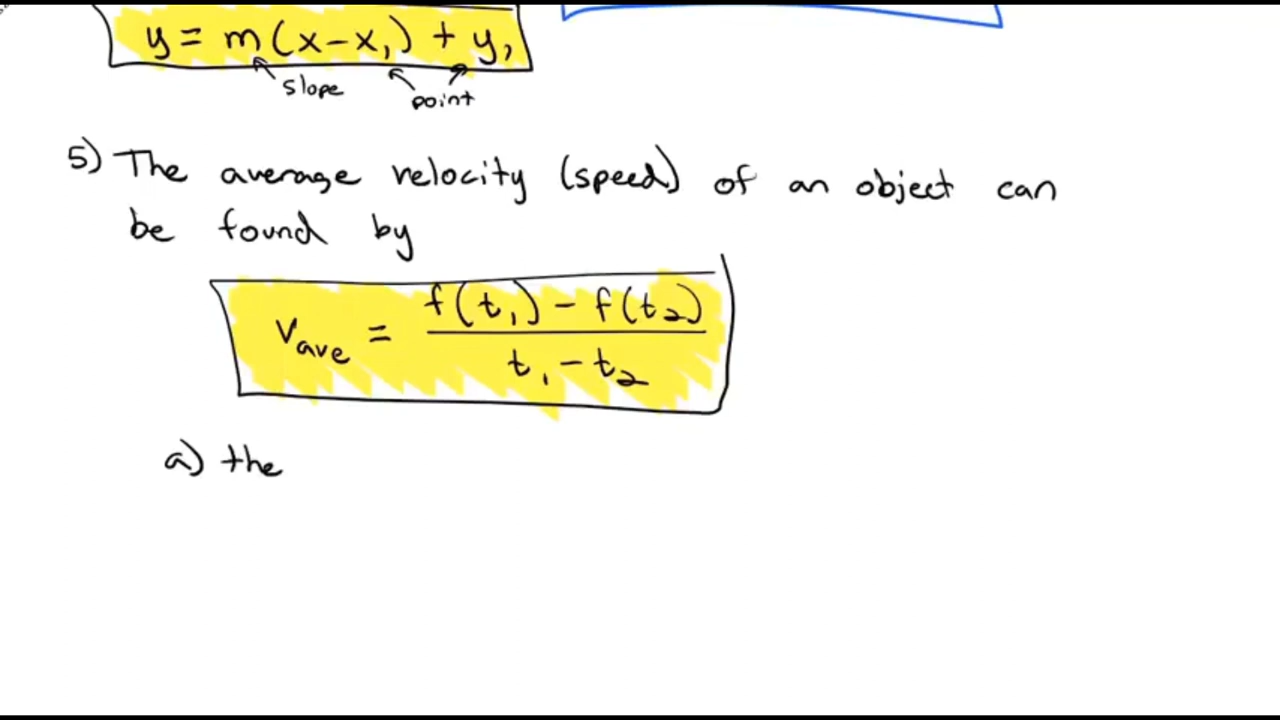 y = m(x-x₁) + y₁
slope point
5) The average velocity (speed) of an object can
be found by
v_ave = (f(t₁) - f(t₂)) / (t₁ - t₂)
a) the